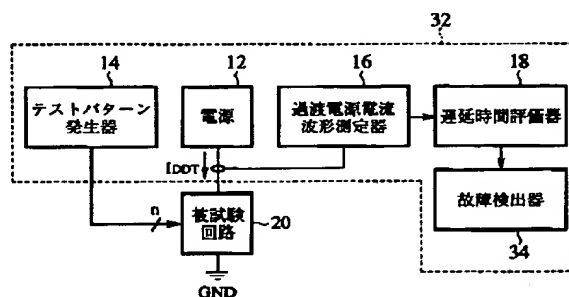 32
14
12
16
18
テストパターン
発生器
電源
過渡電源電流
波形測定器
遅延時間評価器
IDDT
n
被試験
回路
20
故障検出器
34
GND